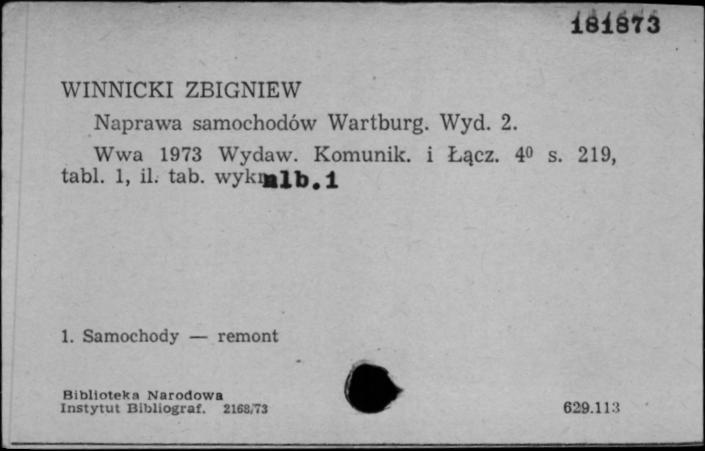 181873
WINNICKI ZBIGNIEW
Naprawa samochodów Wartburg. Wyd. 2.
Wwa 1973 Wydaw. Komunik. i Łącz. 4⁰ s. 219,
tabl. 1, il. tab. alb. 1
1. Samochody — remont
Biblioteka Narodowa
Instytut Bibliograf. 2168/73
629.113